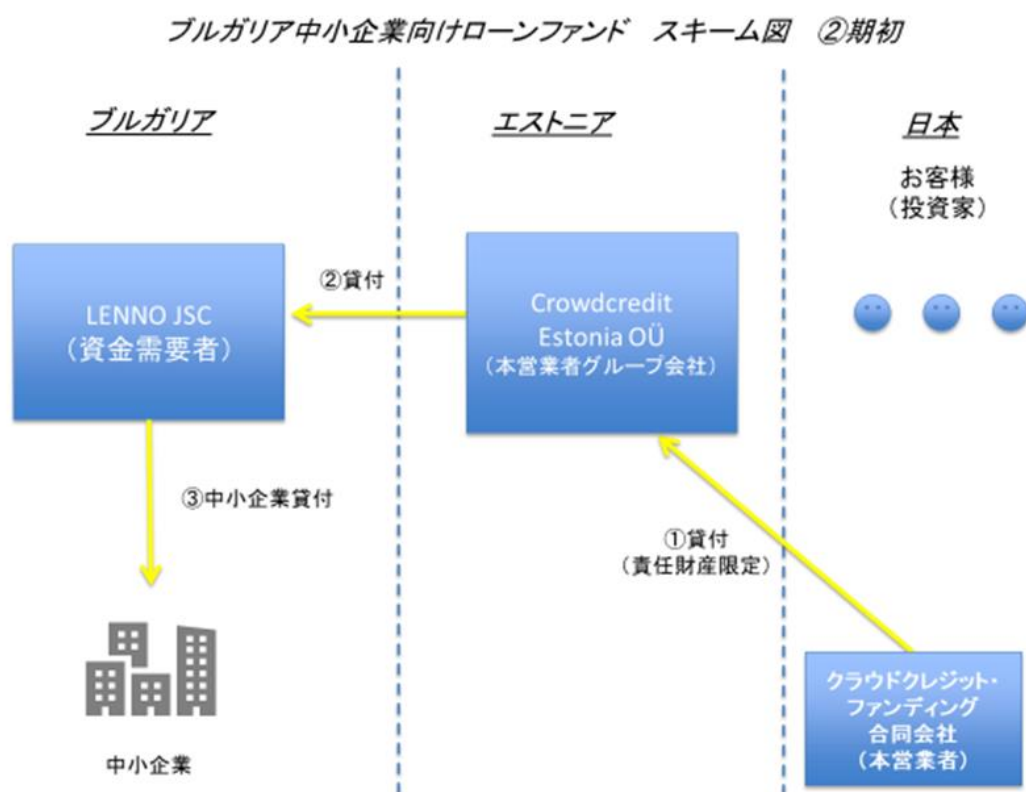 ブルガリア中小企業向けローンファンド　スキーム図　②期初
ブルガリア
エストニア
日本
お客様
（投資家）
LENNO JSC
（資金需要者）
②貸付
Crowdcredit
Estonia OÜ
（本営業者グループ会社）
③中小企業貸付
①貸付
（責任財産限定）
中小企業
クラウドクレジット・
ファンディング
合同会社
（本営業者）